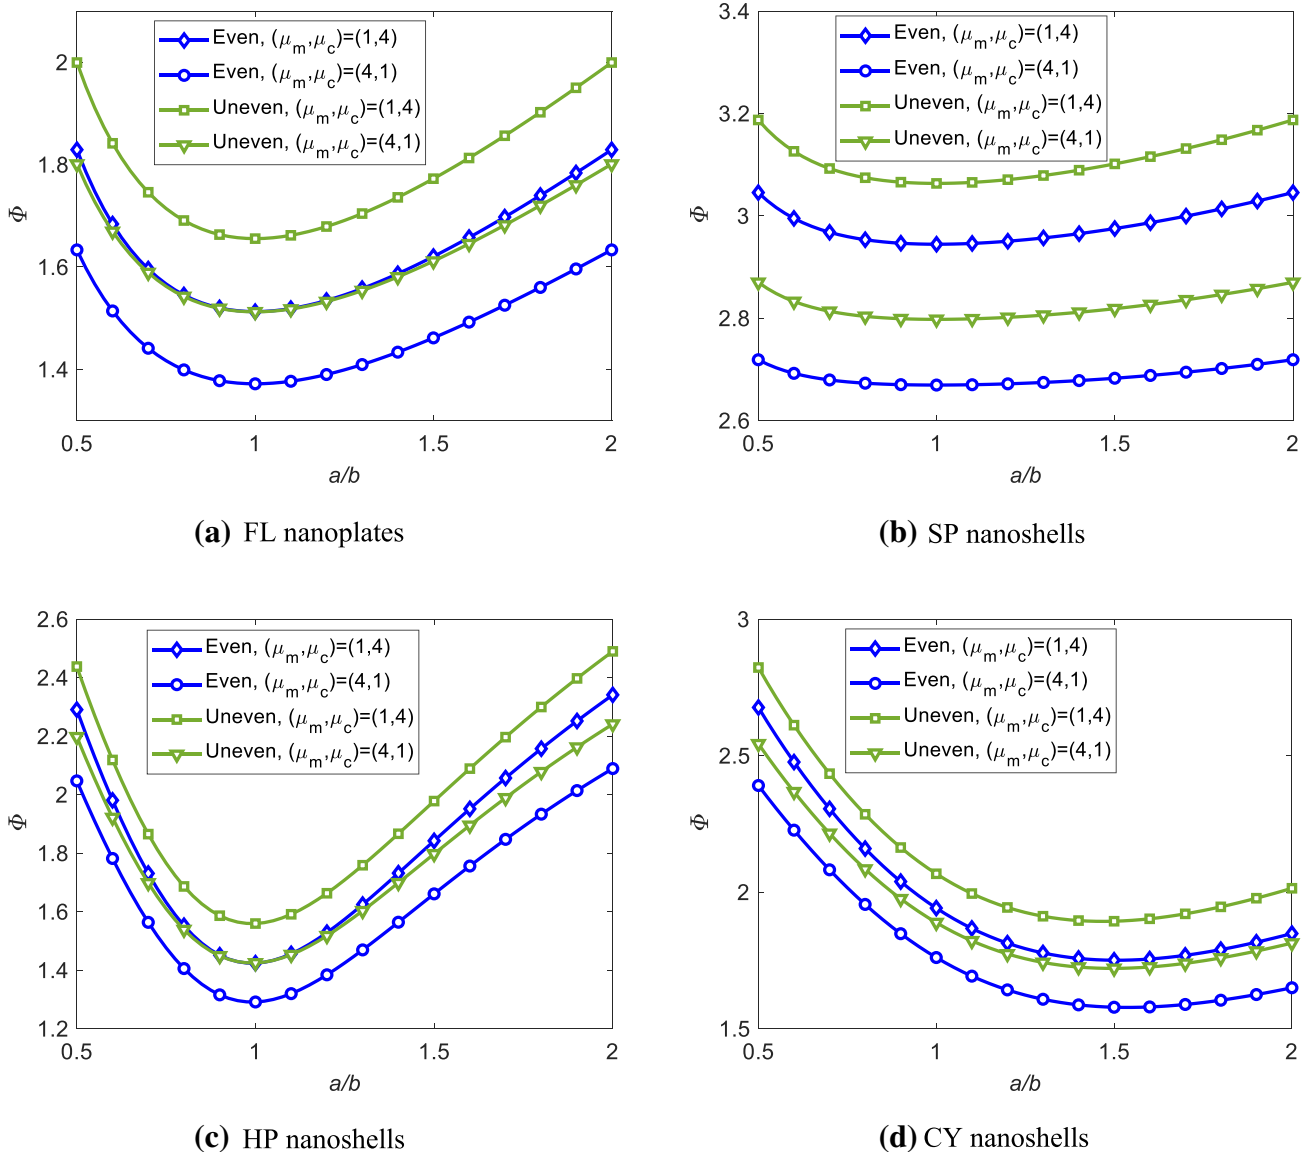 Even, (μm,μc)=(1,4)
Even, (μm,μc)=(4,1)
Uneven, (μm,μc)=(1,4)
Uneven, (μm,μc)=(4,1)
2
1.8
1.6
1.4
Φ
0.5 1 1.5 2
a/b
(a) FL nanoplates
Even, (μm,μc)=(1,4)
Even, (μm,μc)=(4,1)
Uneven, (μm,μc)=(1,4)
Uneven, (μm,μc)=(4,1)
3.4
3.2
3
2.8
2.6
Φ
0.5 1 1.5 2
a/b
(b) SP nanoshells
Even, (μm,μc)=(1,4)
Even, (μm,μc)=(4,1)
Uneven, (μm,μc)=(1,4)
Uneven, (μm,μc)=(4,1)
2.6
2.4
2.2
2
1.8
1.6
1.4
1.2
Φ
0.5 1 1.5 2
a/b
(c) HP nanoshells
Even, (μm,μc)=(1,4)
Even, (μm,μc)=(4,1)
Uneven, (μm,μc)=(1,4)
Uneven, (μm,μc)=(4,1)
3
2.5
2
1.5
Φ
0.5 1 1.5 2
a/b
(d) CY nanoshells